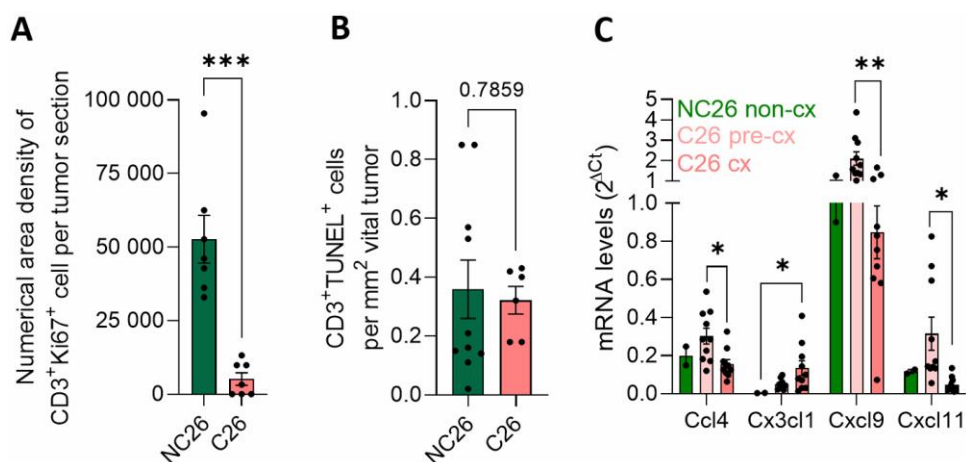 A
Numerical area density of
CD3+Ki67+ cell per tumor section
***
100 000
75 000
50 000
25 000
0
NC26
C26
B
CD3+TUNEL+ cells
per mm2 vital tumor
0.7859
1.0
0.8
0.6
0.4
0.2
0.0
NC26
C26
C
mRNA levels (2^ΔCt)
NC26 non-cx
C26 pre-cx
C26 cx
5
4
3
2
1
1.0
0.8
0.6
0.4
0.2
0.0
*
*
**
*
Ccl4
Cx3cl1
Cxcl9
Cxcl11